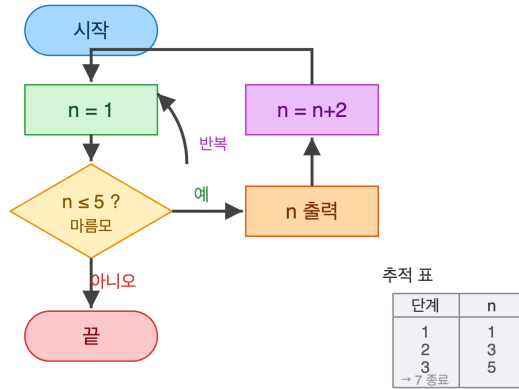 시작
n = 1
n = n+2
반복
n ≤ 5 ?
마름모
예
n 출력
아니오
끝
추적 표
단계 n
1 1
2 3
3 5
→ 7 종료